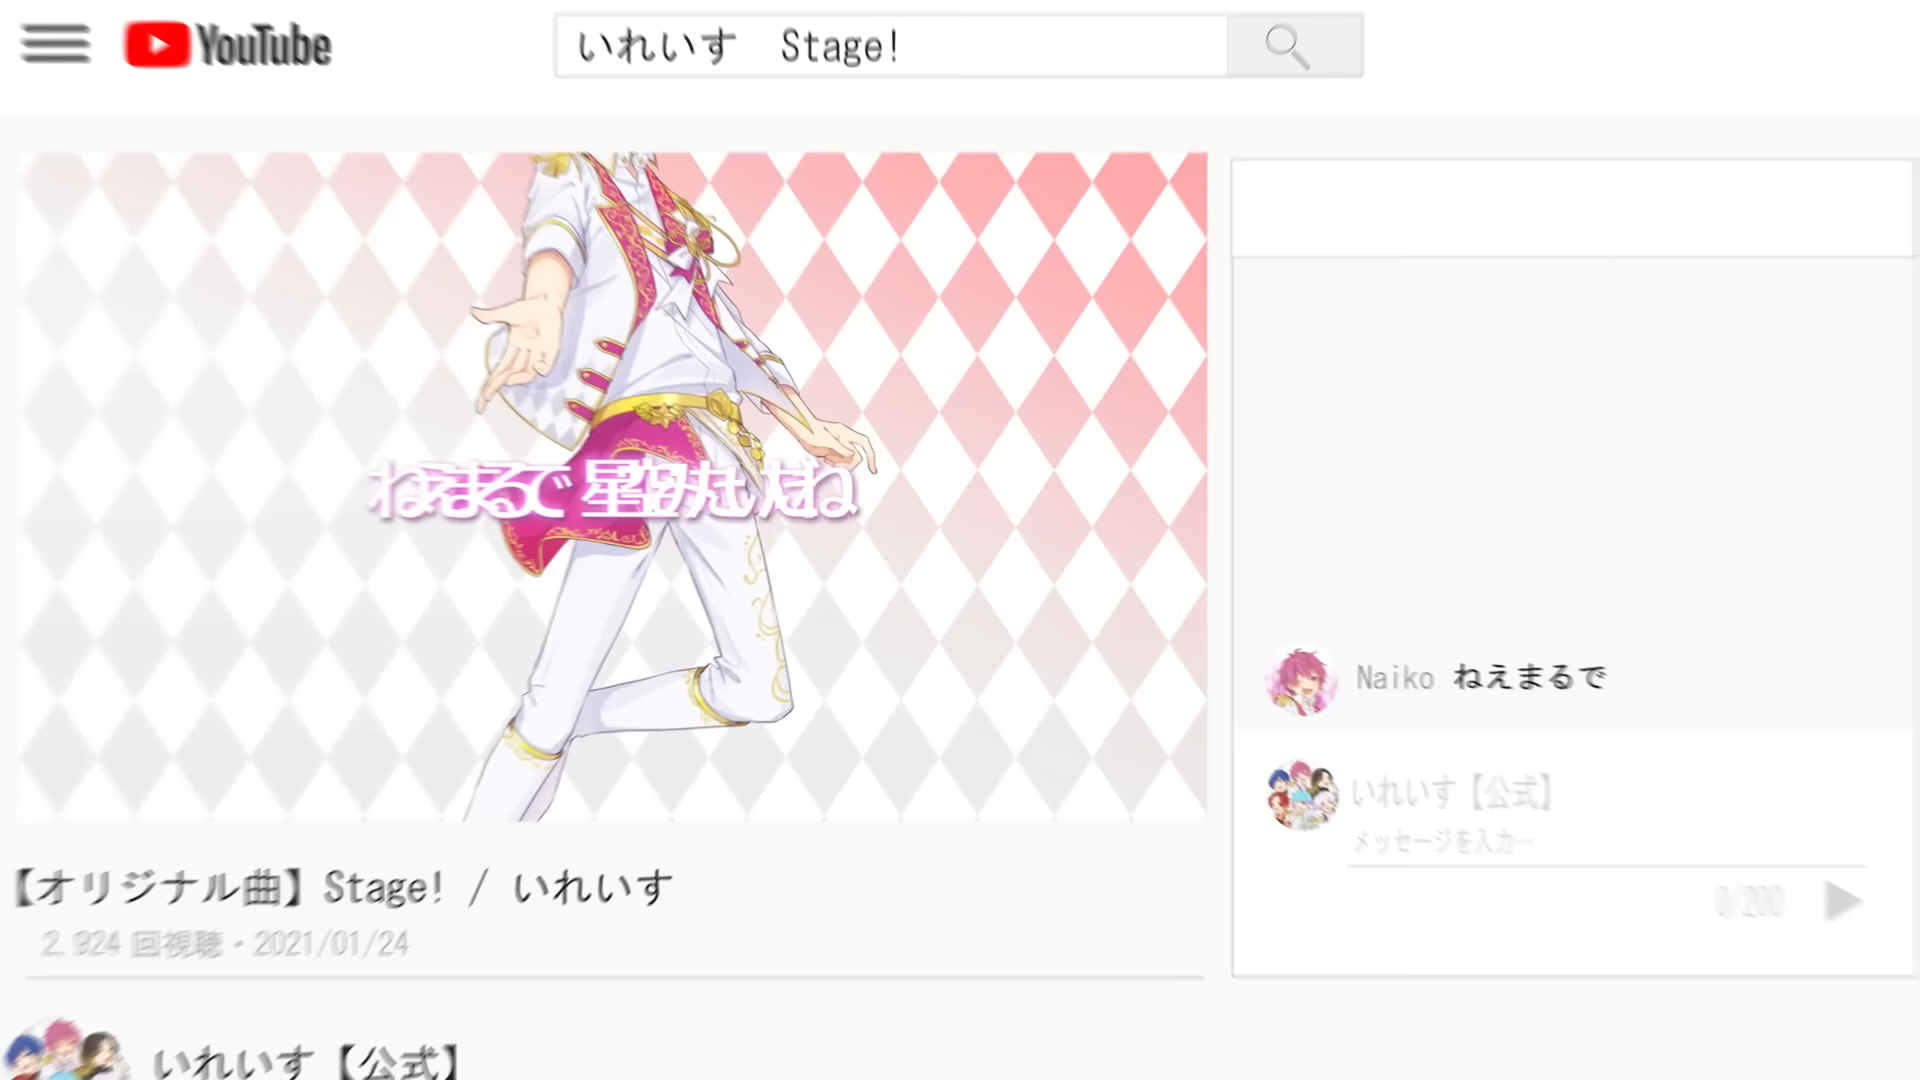 YouTube
いれいす Stage!
ねえまるで
Naiko ねえまるで
いれいす【公式】
メッセージを入力…
0/200
【オリジナル曲】Stage! / いれいす
2,924 回視聴・2021/01/24
いれいす【公式】